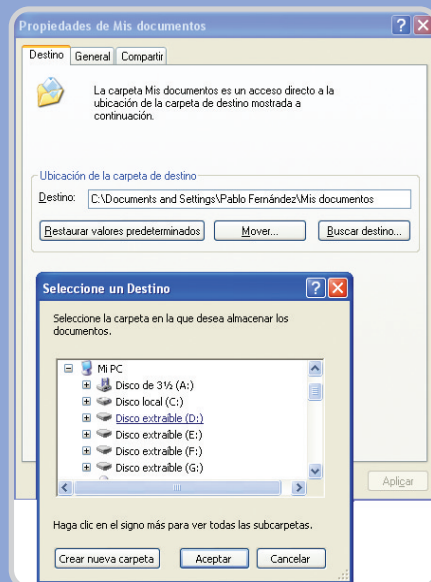 Propiedades de Mis documentos
Destino General Compartir
La carpeta Mis documentos es un acceso directo a la
ubicación de la carpeta de destino mostrada a
continuación.
Ubicación de la carpeta de destino
Destino: C:\Documents and Settings\Pablo Fernández\Mis documentos
Restaurar valores predeterminados Mover... Buscar destino...
Seleccione un Destino
Seleccione la carpeta en la que desea almacenar los
documentos.
Mi PC
Disco de 3½ (A:)
Disco local (C:)
Disco extraíble (D:)
Disco extraíble (E:)
Disco extraíble (F:)
Disco extraíble (G:)
Aplicar
Haga clic en el signo más para ver todas las subcarpetas.
Crear nueva carpeta Aceptar Cancelar